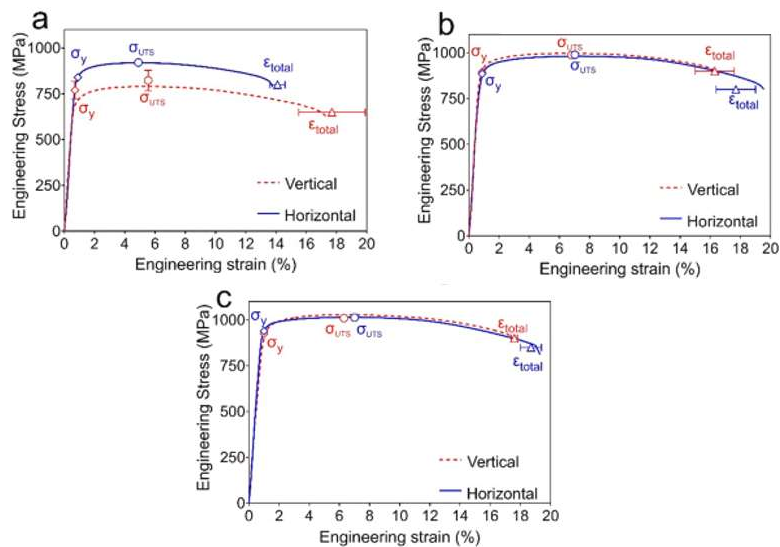 a
Engineering Stress (MPa)
1000
750
500
250
0
σy
σUTS
εtotal
σy
σUTS
εtotal
Vertical
Horizontal
0 2 4 6 8 10 12 14 16 18 20
Engineering strain (%)
b
Engineering Stress (MPa)
1000
750
500
250
0
σy
σUTS
εtotal
σy
σUTS
εtotal
Vertical
Horizontal
0 2 4 6 8 10 12 14 16 18 20
Engineering strain (%)
c
Engineering Stress (MPa)
1000
750
500
250
0
σy
εtotal
σy
σUTS σUTS
εtotal
Vertical
Horizontal
0 2 4 6 8 10 12 14 16 18 20
Engineering strain (%)